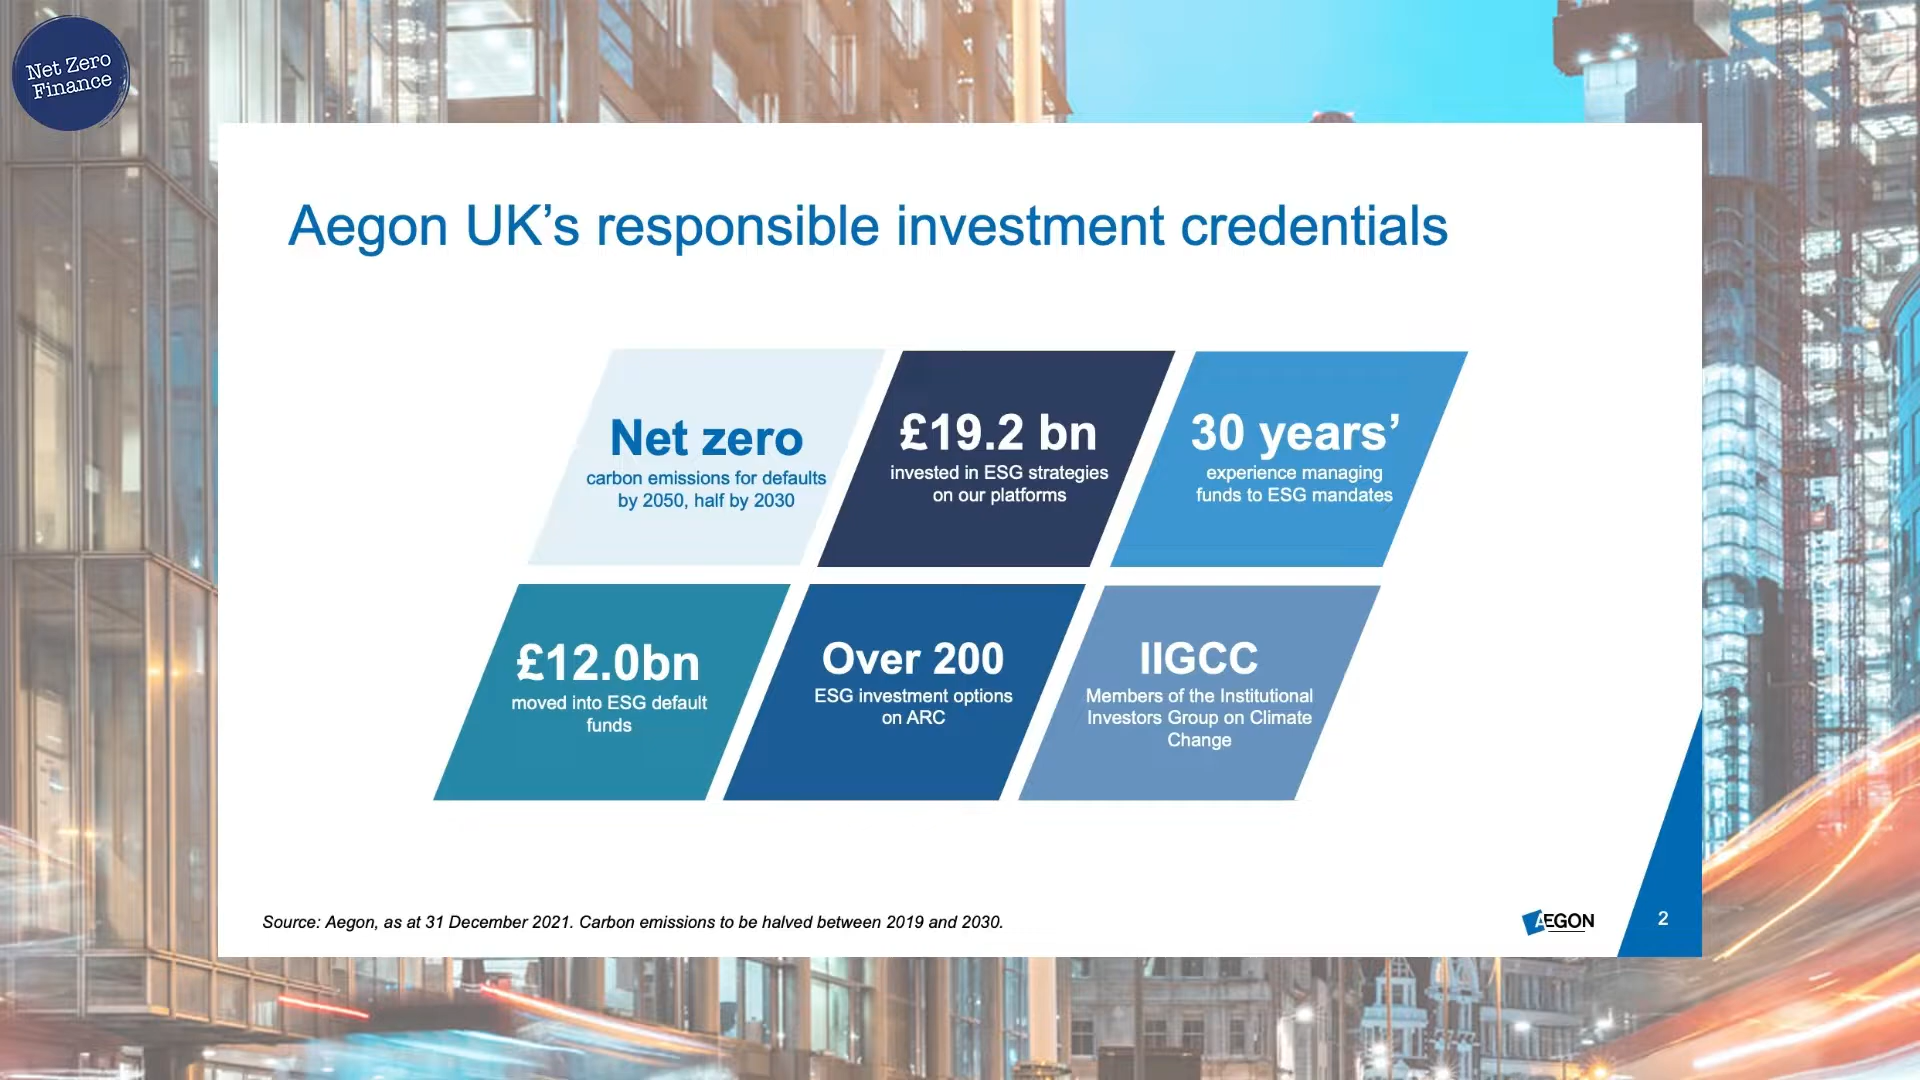 Net Zero
Finance
Aegon UK’s responsible investment credentials
Net zero
carbon emissions for defaults
by 2050, half by 2030
£19.2 bn
invested in ESG strategies
on our platforms
30 years’
experience managing
funds to ESG mandates
£12.0bn
moved into ESG default
funds
Over 200
ESG investment options
on ARC
IIGCC
Members of the Institutional
Investors Group on Climate
Change
Source: Aegon, as at 31 December 2021. Carbon emissions to be halved between 2019 and 2030.
AEGON
2